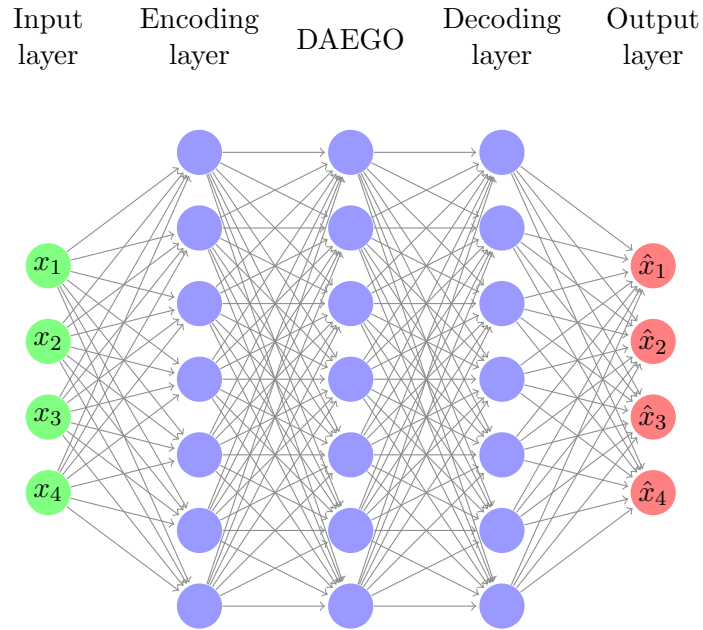 Input
layer
Encoding
layer
DAEGO
Decoding
layer
Output
layer
x₁
x₂
x₃
x₄
x̂₁
x̂₂
x̂₃
x̂₄